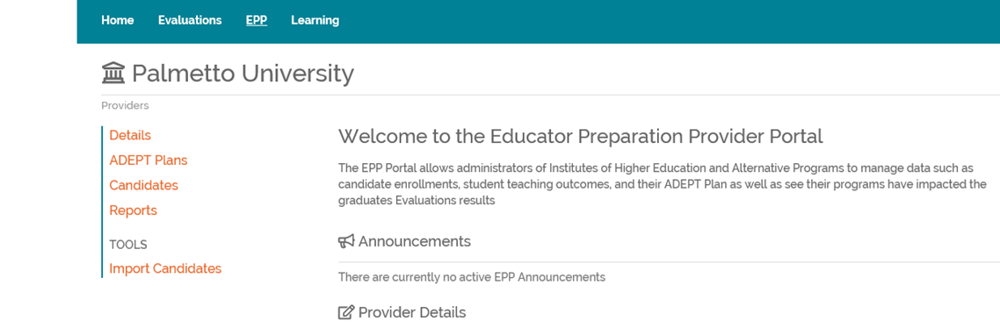 Home Evaluations EPP Learning
Palmetto University
Providers
Details
ADEPT Plans
Candidates
Reports
TOOLS
Import Candidates
Welcome to the Educator Preparation Provider Portal
The EPP Portal allows administrators of Institutes of Higher Education and Alternative Programs to manage data such as
candidate enrollments, student teaching outcomes, and their ADEPT Plan as well as see their programs have impacted the
graduates Evaluations results
Announcements
There are currently no active EPP Announcements
Provider Details